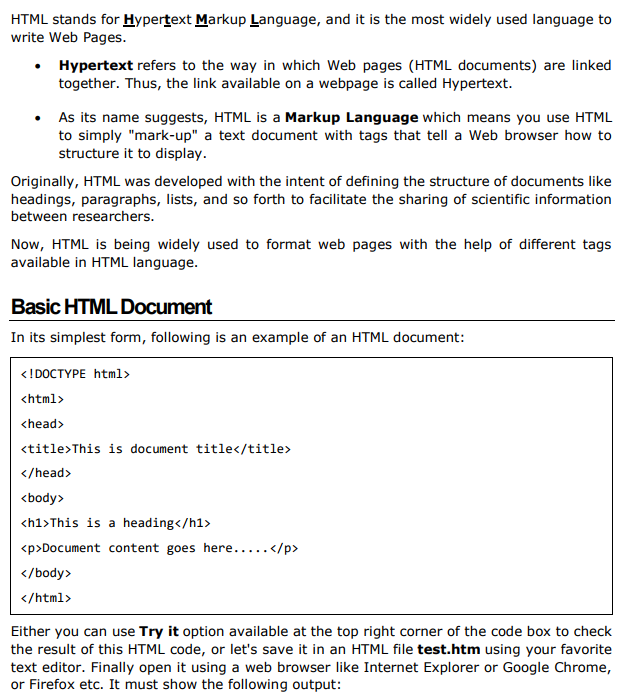 HTML stands for Hypertext Markup Language, and it is the most widely used language to
write Web Pages.
• Hypertext refers to the way in which Web pages (HTML documents) are linked
together. Thus, the link available on a webpage is called Hypertext.
• As its name suggests, HTML is a Markup Language which means you use HTML
to simply "mark-up" a text document with tags that tell a Web browser how to
structure it to display.
Originally, HTML was developed with the intent of defining the structure of documents like
headings, paragraphs, lists, and so forth to facilitate the sharing of scientific information
between researchers.
Now, HTML is being widely used to format web pages with the help of different tags
available in HTML language.
Basic HTML Document
In its simplest form, following is an example of an HTML document:
<!DOCTYPE html>
<html>
<head>
<title>This is document title</title>
</head>
<body>
<h1>This is a heading</h1>
<p>Document content goes here.....</p>
</body>
</html>
Either you can use Try it option available at the top right corner of the code box to check
the result of this HTML code, or let's save it in an HTML file test.htm using your favorite
text editor. Finally open it using a web browser like Internet Explorer or Google Chrome,
or Firefox etc. It must show the following output: